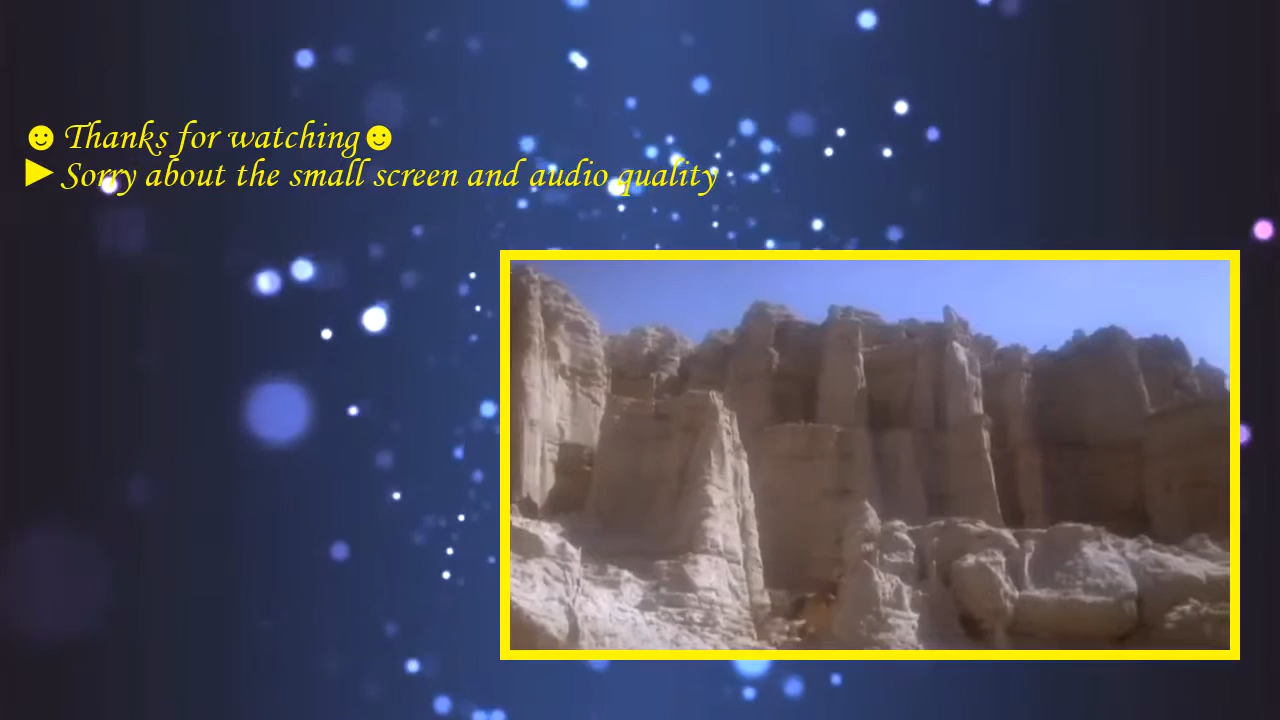 ☻Thanks for watching☻
►Sorry about the small screen and audio quality